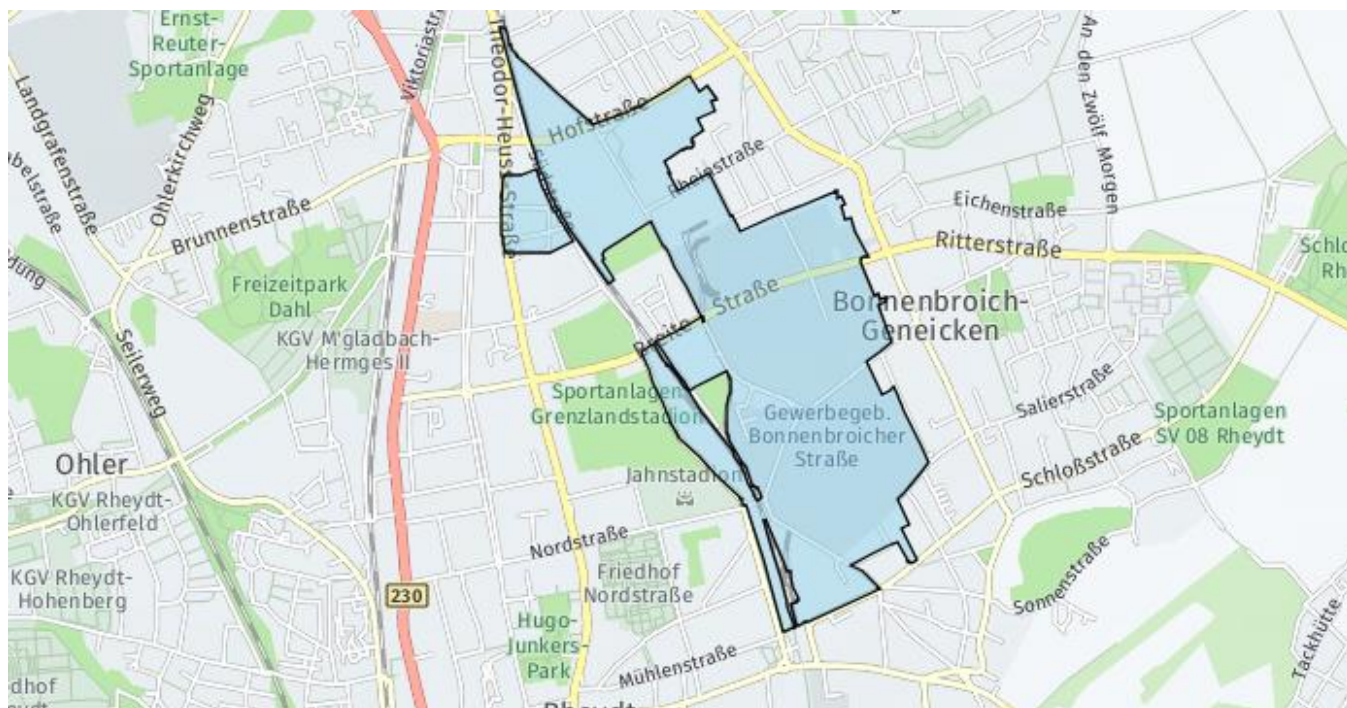 Ernst-
Reuter-
Sportanlage
Landgrafenstraße
Ohlerkirchweg
Theodor-Heuss-Straße
Hofstraße
An den Zwölf Morgen
Rheinstraße
Brunnenstraße
Eichenstraße
Ritterstraße
Freizeitpark
Dahl
KGV M'gladbach-
Hermges II
Breite Straße
Bonnenbroich-
Geneicken
Seilerweg
Sportanlagen
Grenzlandstadion
Gewerbegeb.
Bonnenbroicher
Straße
Salierstraße
Sportanlagen
SV 08 Rheydt
Schloßstraße
Ohler
Jahnstadion
KGV Rheydt-
Ohlerfeld
Nordstraße
Friedhof
Nordstraße
KGV Rheydt-
Hohenberg
230
Sonnenstraße
Hugo-
Junkers-
Park
Mühlenstraße
Tackhütte